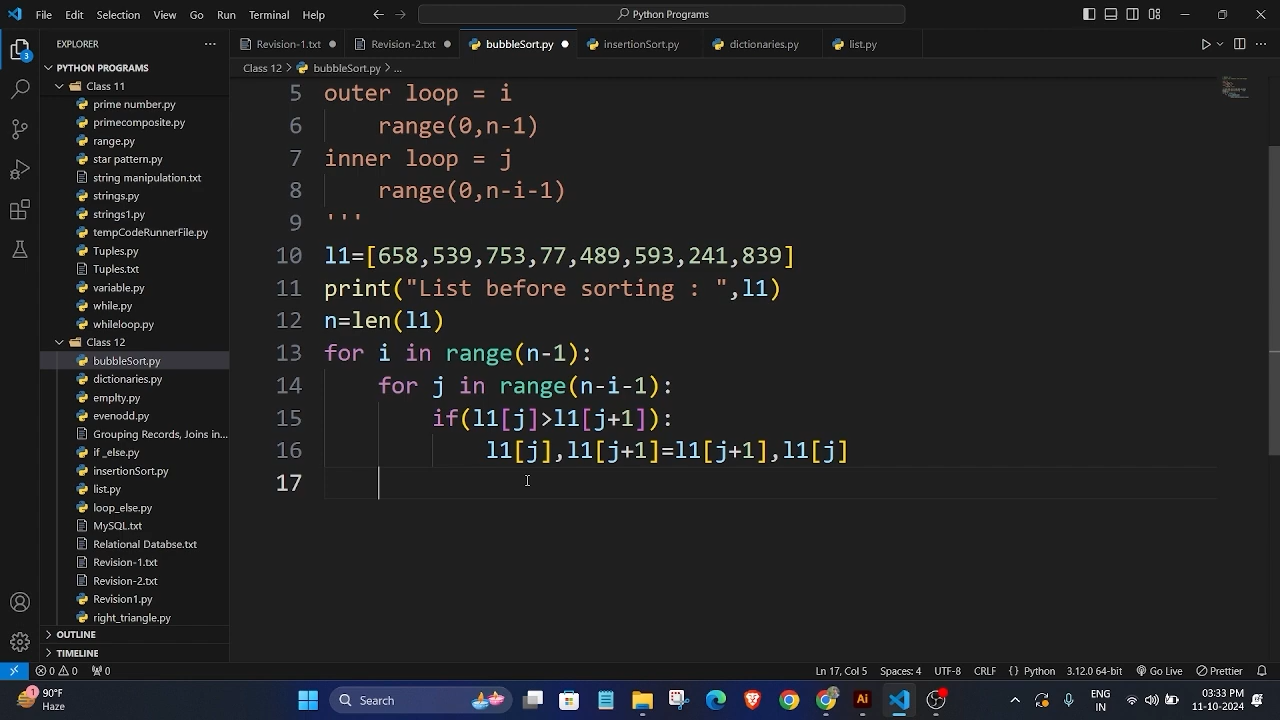 File Edit Selection View Go Run Terminal Help
Python Programs
EXPLORER
PYTHON PROGRAMS
Class 11
prime number.py
primecomposite.py
range.py
star pattern.py
string manipulation.txt
strings.py
strings1.py
tempCodeRunnerFile.py
Tuples.py
Tuples.txt
variable.py
while.py
whileloop.py
Class 12
bubbleSort.py
dictionaries.py
emplty.py
evenodd.py
Grouping Records, Joins in...
if _else.py
insertionSort.py
list.py
loop_else.py
MySQL.txt
Relational Databse.txt
Revision-1.txt
Revision-2.txt
Revision1.py
right_triangle.py
OUTLINE
TIMELINE
3
Revision-1.txt Revision-2.txt bubbleSort.py insertionSort.py dictionaries.py list.py
Class 12 > bubbleSort.py > ...
5 outer loop = i
6 range(0,n-1)
7 inner loop = j
8 range(0,n-i-1)
9 '''
10 l1=[658,539,753,77,489,593,241,839]
11 print("List before sorting : ",l1)
12 n=len(l1)
13 for i in range(n-1):
14 for j in range(n-i-1):
15 if(l1[j]>l1[j+1]):
16 l1[j],l1[j+1]=l1[j+1],l1[j]
17
0 0 0 Ln 17, Col 5 Spaces: 4 UTF-8 CRLF {} Python 3.12.0 64-bit Go Live Prettier
1 90°F
Haze
Search
Ai
ENG
IN
03:33 PM
11-10-2024